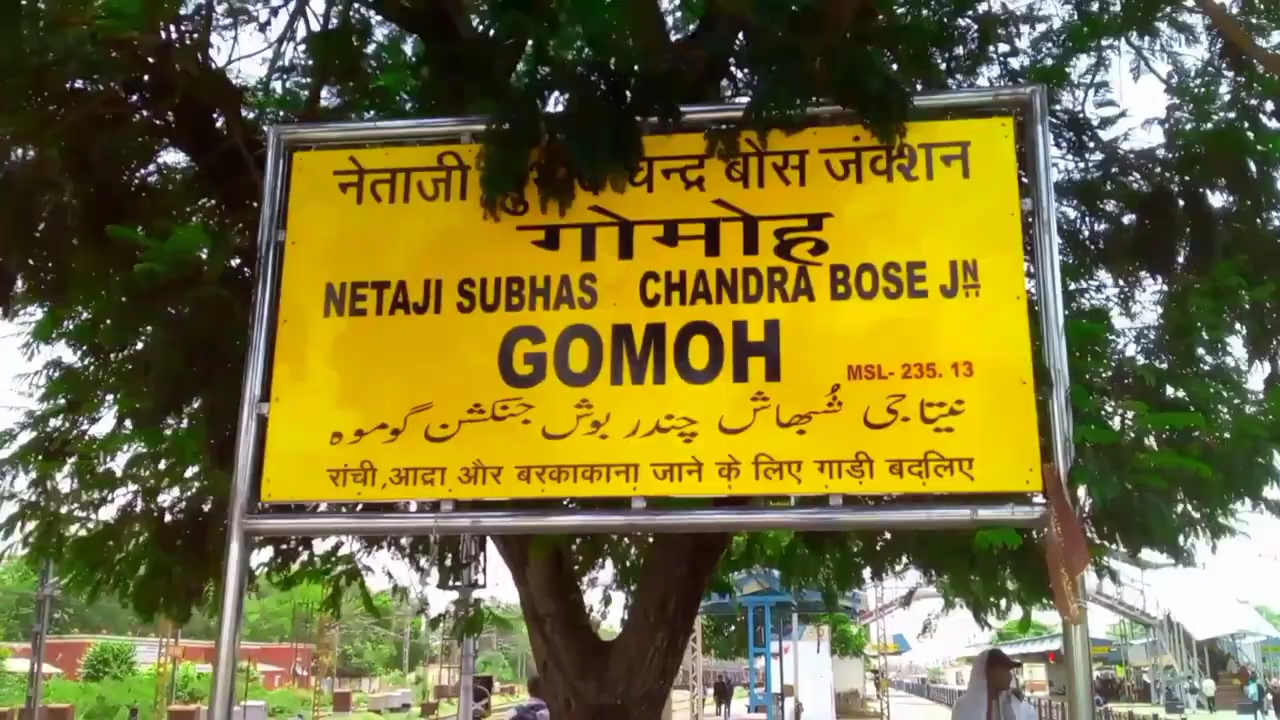 नेताजी चन्द्र बोस जंक्शन
गोमोह
NETAJI SUBHAS CHANDRA BOSE JN
GOMOH
MSL- 235. 13
نیتا جی سُبھاش چندر بوش جنکشن گوموہ
रांची,आद्रा और बरकाकाना जाने के लिए गाड़ी बदलिए